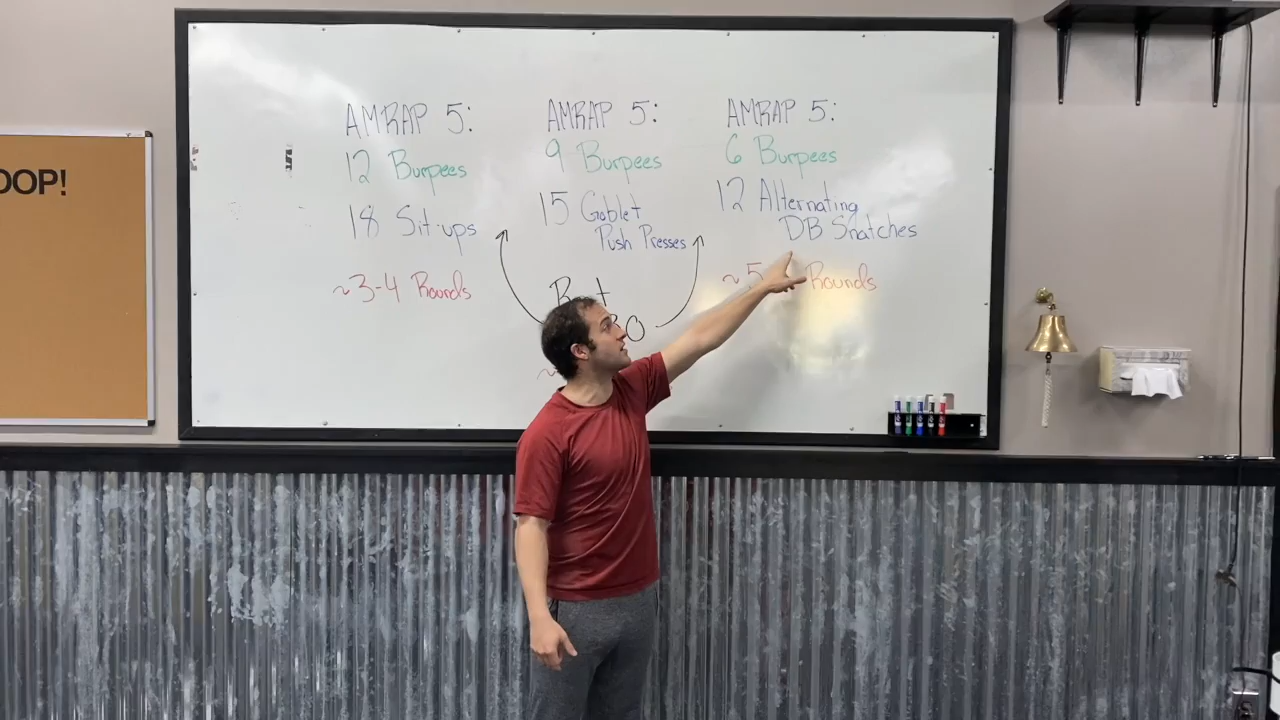 OOP!
AMRAP 5:
12 Burpees
18 Sit-ups
~3-4 Rounds
AMRAP 5:
9 Burpees
15 Goblet
Push Presses
AMRAP 5:
6 Burpees
12 Alternating
DB Snatches
~5 Rounds